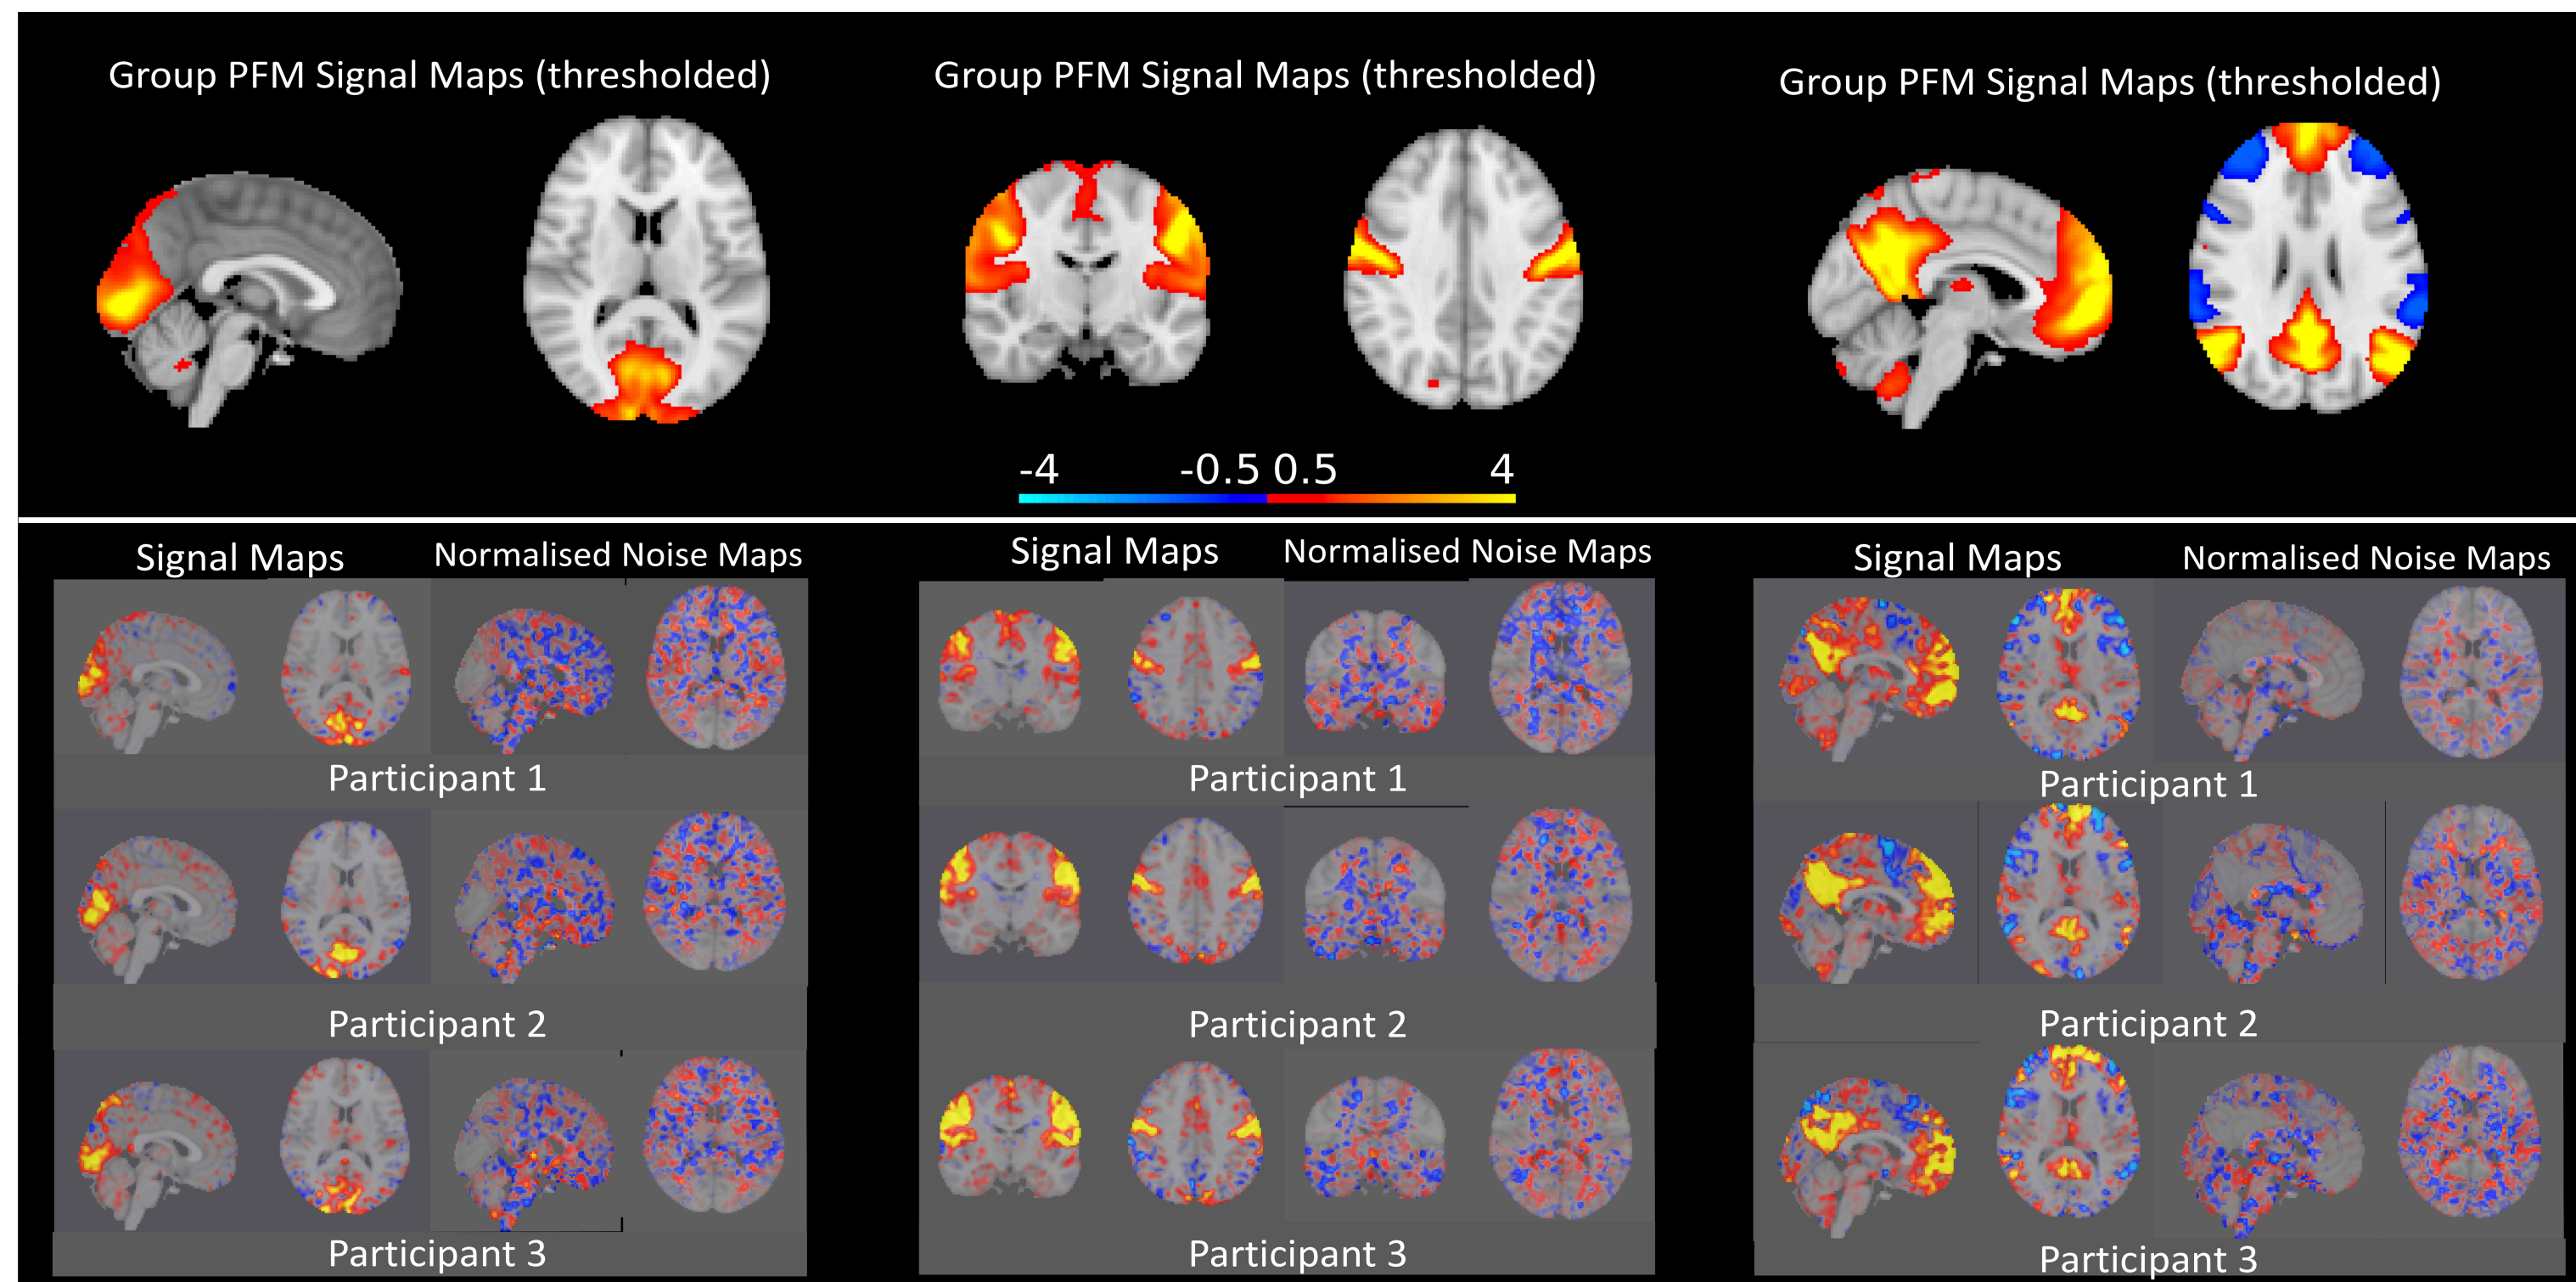 Group PFM Signal Maps (thresholded)
Group PFM Signal Maps (thresholded)
Group PFM Signal Maps (thresholded)
-4 -0.5 0.5 4
Signal Maps Normalised Noise Maps
Signal Maps Normalised Noise Maps
Signal Maps Normalised Noise Maps
Participant 1
Participant 1
Participant 1
Participant 2
Participant 2
Participant 2
Participant 3
Participant 3
Participant 3